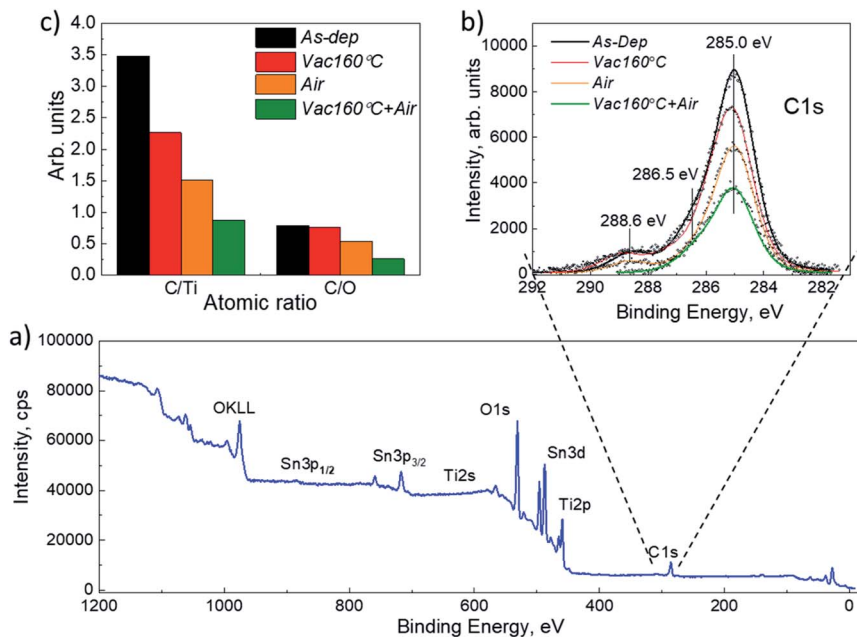 c)
4.0
3.5
3.0
2.5
2.0
1.5
1.0
0.5
0.0
Arb. units
As-dep
Vac160°C
Air
Vac160°C+Air
C/Ti
C/O
Atomic ratio
b)
10000
8000
6000
4000
2000
0
Intensity, arb. units
As-Dep
Vac160°C
Air
Vac160°C+Air
285.0 eV
C1s
286.5 eV
288.6 eV
292 290 288 286 284 282
Binding Energy, eV
a)
100000
80000
60000
40000
20000
0
Intensity, cps
OKLL
Sn3p1/2
Sn3p3/2
Ti2s
O1s
Sn3d
Ti2p
C1s
1200 1000 800 600 400 200 0
Binding Energy, eV